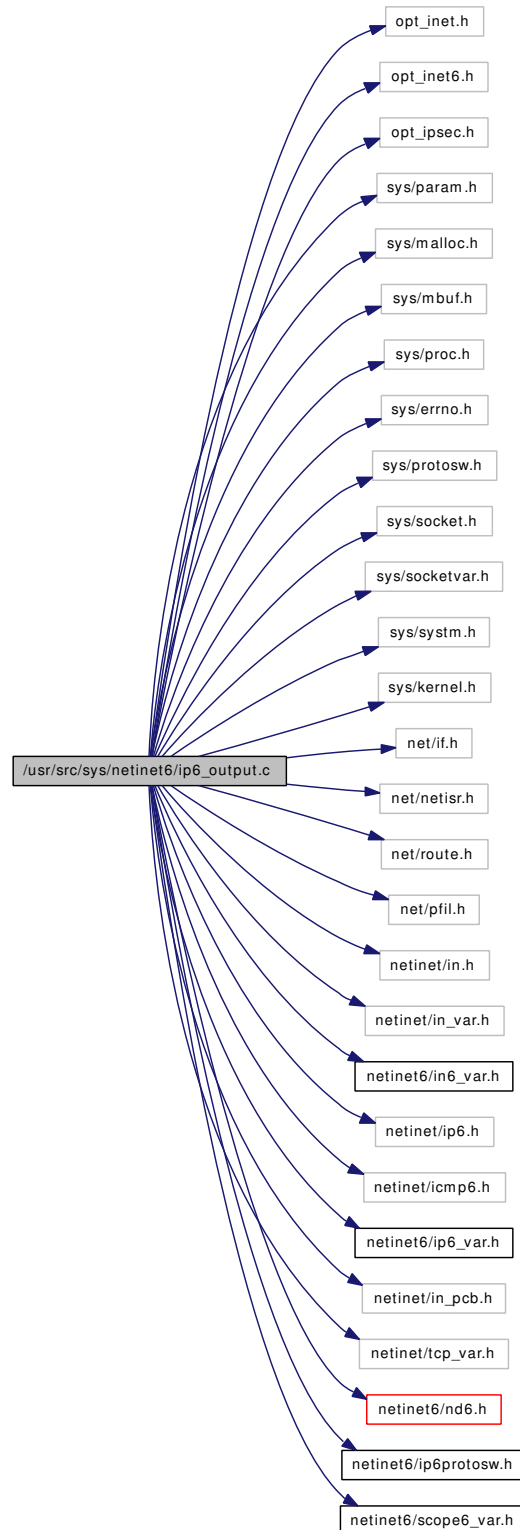 opt_inet.h
opt_inet6.h
opt_ipsec.h
sys/param.h
sys/malloc.h
sys/mbuf.h
sys/proc.h
sys/errno.h
sys/protosw.h
sys/socket.h
sys/socketvar.h
sys/systm.h
sys/kernel.h
net/if.h
/usr/src/sys/netinet6/ip6_output.c
net/netisr.h
net/route.h
net/pfil.h
netinet/in.h
netinet/in_var.h
netinet6/in6_var.h
netinet/ip6.h
netinet/icmp6.h
netinet6/ip6_var.h
netinet/in_pcb.h
netinet/tcp_var.h
netinet6/nd6.h
netinet6/ip6protosw.h
netinet6/scope6_var.h